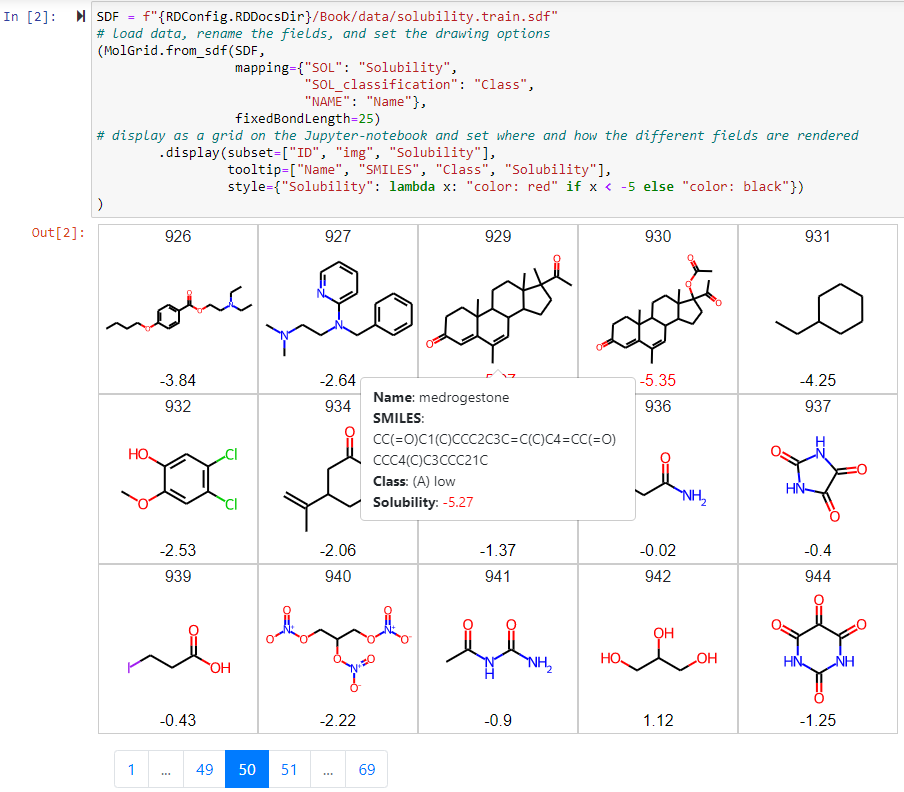 In [2]:
SDF = f"{RDConfig.RDDocsDir}/Book/data/solubility.train.sdf"
# load data, rename the fields, and set the drawing options
(MolGrid.from_sdf(SDF,
mapping={"SOL": "Solubility",
"SOL_classification": "Class",
"NAME": "Name"},
fixedBondLength=25)
# display as a grid on the Jupyter-notebook and set where and how the different fields are rendered
.display(subset=["ID", "img", "Solubility"],
tooltip=["Name", "SMILES", "Class", "Solubility"],
style={"Solubility": lambda x: "color: red" if x < -5 else "color: black"})
)
Out[2]:
926 927 929 930 931
O O N N N N O O O O O O
-3.84 -2.64 -5.35 -4.25
Name: medrogestone
SMILES:
CC(=O)C1(C)CCC2C3C=C(C)C4=CC(=O)
CCC4(C)C3CCC21C
Class: (A) low
Solubility: -5.27
932 934 936 937
HO O Cl Cl O O NH2 H N O O HN O
-2.53 -2.06 -1.37 -0.02 -0.4
939 940 941 942 944
I O OH O N+ O- O O N+ O- O O N+ O O- O O N H NH2 HO OH OH O O O HN NH O
-0.43 -2.22 -0.9 1.12 -1.25
1 ... 49 50 51 ... 69